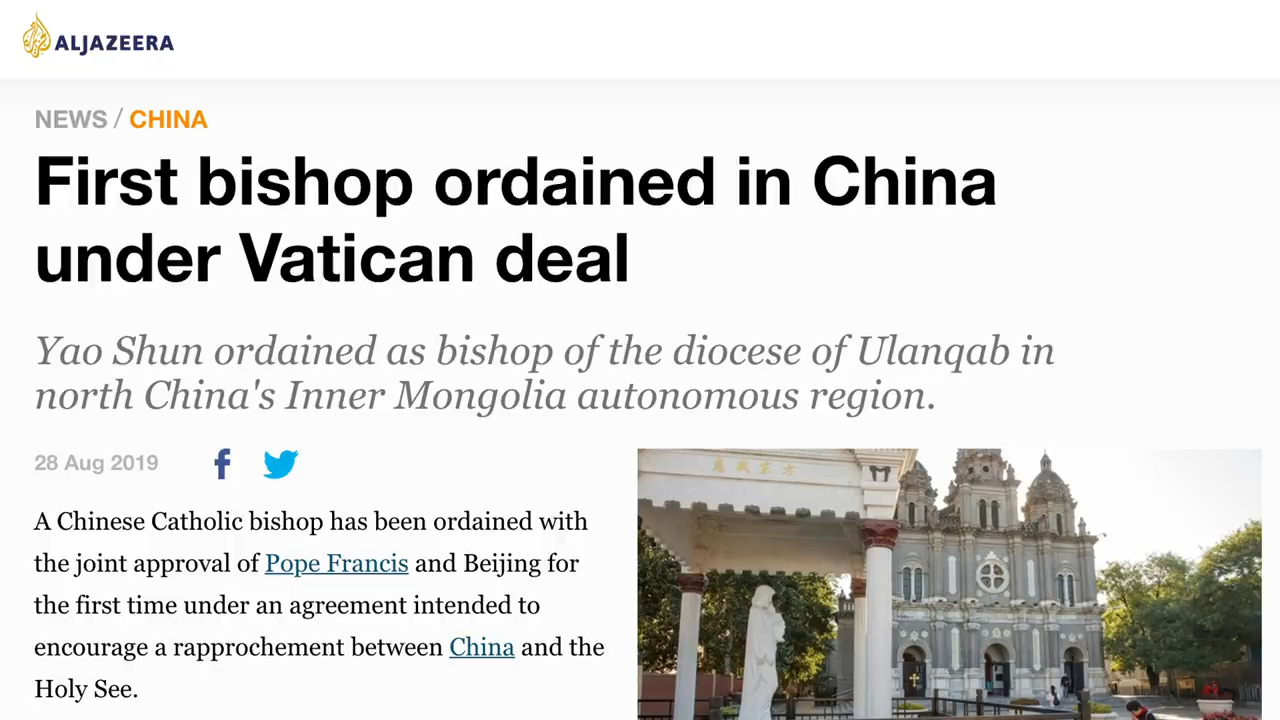 ALJAZEERA
NEWS / CHINA
First bishop ordained in China
under Vatican deal
Yao Shun ordained as bishop of the diocese of Ulanqab in
north China's Inner Mongolia autonomous region.
28 Aug 2019
A Chinese Catholic bishop has been ordained with
the joint approval of Pope Francis and Beijing for
the first time under an agreement intended to
encourage a rapprochement between China and the
Holy See.